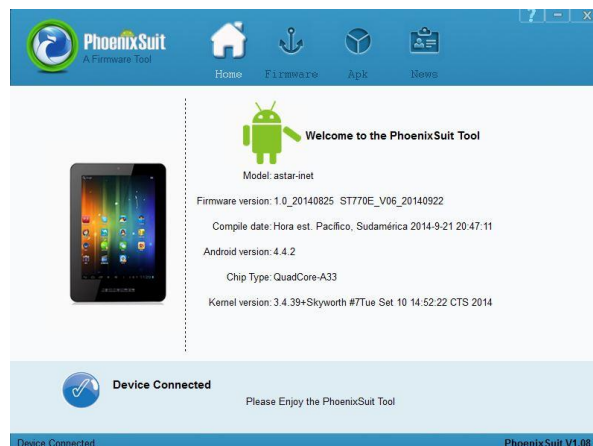 ? - x
PhoenixSuit
A Firmware Tool
Home Firmware Apk News
Welcome to the PhoenixSuit Tool
Model: astar-inet
Firmware version: 1.0_20140825 ST770E_V06_20140922
Compile date: Hora est. Pacífico, Sudamérica 2014-9-21 20:47:11
Android version: 4.4.2
Chip Type: QuadCore-A33
Kernel version: 3.4.39+Skyworth #7Tue Set 10 14:52:22 CTS 2014
Device Connected
Please Enjoy the PhoenixSuit Tool
Device Connected
PhoenixSuit V1.08